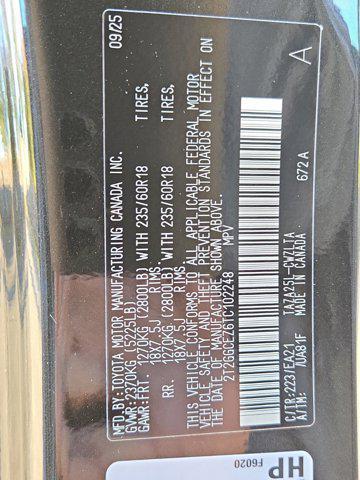 MFD. BY: TOYOTA MOTOR MANUFACTURING CANADA INC. 09/25
GVWR: 2370KG (5225LB)
GAWR:FRT. 1270KG (2800LB) WITH 235/60R18 TIRES,
18X7.5J RIMS
RR. 1270KG (2800LB) WITH 235/60R18 TIRES,
18X7.5J RIMS
THIS VEHICLE CONFORMS TO ALL APPLICABLE FEDERAL MOTOR
VEHICLE SAFETY AND THEFT PREVENTION STANDARDS IN EFFECT ON
THE DATE OF MANUFACTURE SHOWN ABOVE.
2T2GGCEZ6TC102248 MPV A
C/TR: 223/EA21 TAZA25L-CWZLTA
A/TM: /UA81F MADE IN CANADA 672A
HP
F6020